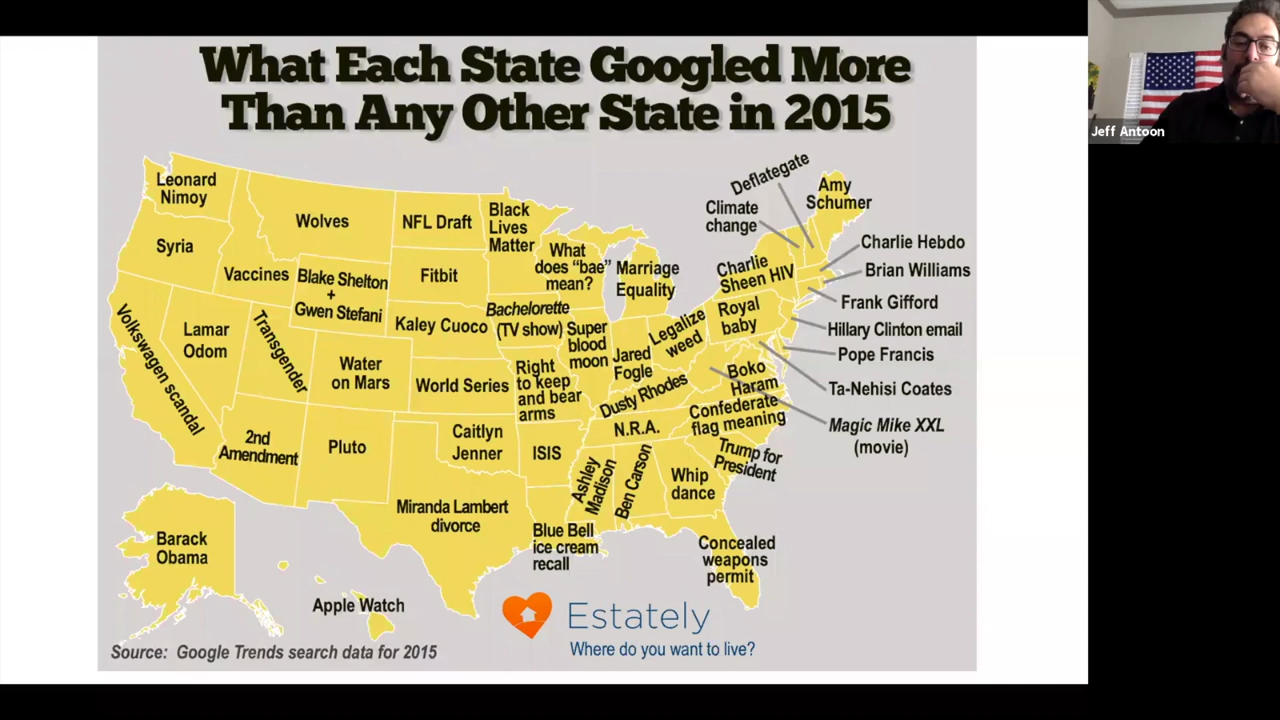 What Each State Googled More
Than Any Other State in 2015
Jeff Antoon
Leonard
Nimoy
Syria
Wolves
Vaccines
Blake Shelton
+
Gwen Stefani
NFL Draft
Fitbit
Kaley Cuoco
Black
Lives
Matter
What
does “bae”
mean?
Marriage
Equality
Bachelorette
(TV show)
Super
blood
moon
Jared
Fogle
Legalize
weed
Royal
baby
Charlie
Sheen HIV
Climate
change
Deflategate
Amy
Schumer
Charlie Hebdo
Brian Williams
Frank Gifford
Hillary Clinton email
Pope Francis
Ta-Nehisi Coates
Magic Mike XXL
(movie)
Volkswagen scandal
Lamar
Odom
Transgender
Water
on Mars
World Series
Right
to keep
and bear
arms
Dusty Rhodes
Boko
Haram
Confederate
flag meaning
N.R.A.
Trump for
President
2nd
Amendment
Pluto
Caitlyn
Jenner
ISIS
Ashley
Madison
Ben Carson
Whip
dance
Miranda Lambert
divorce
Blue Bell
ice cream
recall
Concealed
weapons
permit
Barack
Obama
Apple Watch
Estately
Where do you want to live?
Source: Google Trends search data for 2015